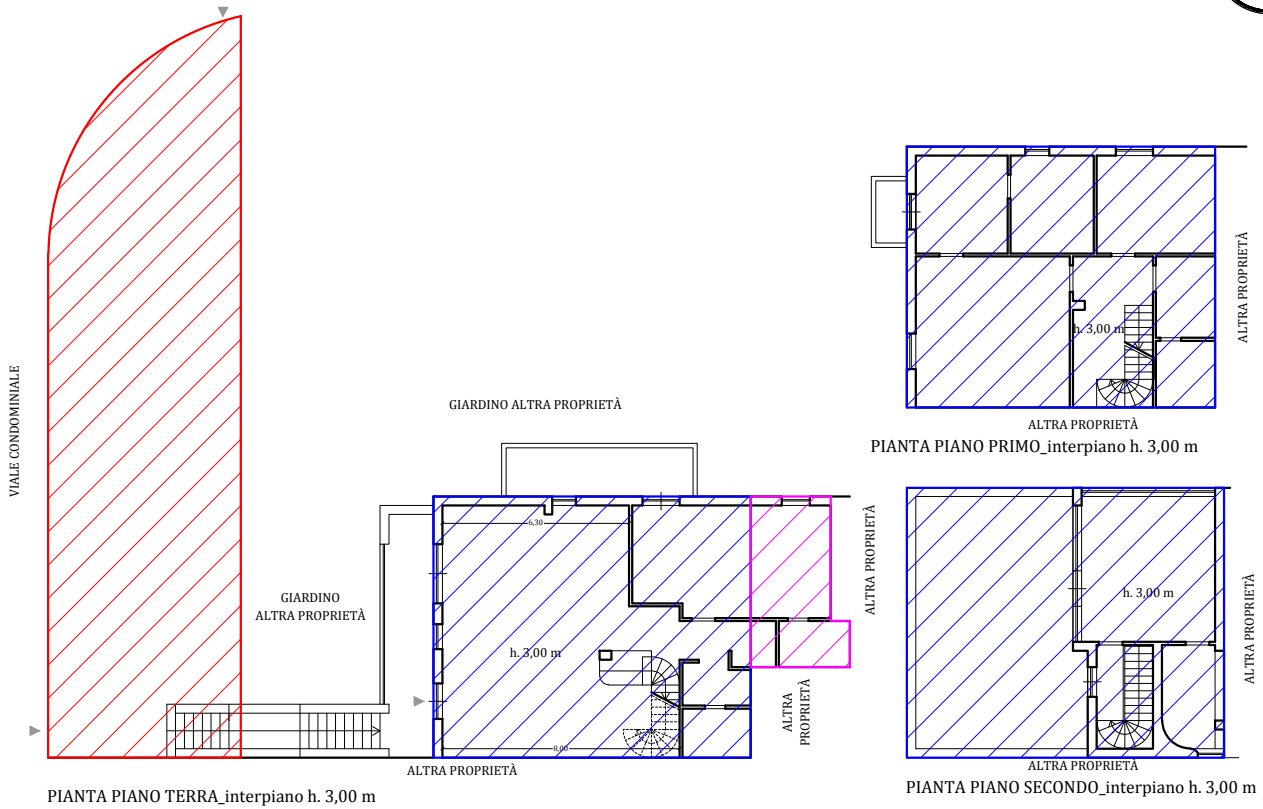 VIALE CONDOMINIALE
GIARDINO ALTRA PROPRIETÀ
GIARDINO
ALTRA PROPRIETÀ
6,30
h. 3,00 m
8,00
ALTRA PROPRIETÀ
ALTRA
PROPRIETÀ
ALTRA PROPRIETÀ
PIANTA PIANO TERRA_interpiano h. 3,00 m
h. 3,00 m
ALTRA PROPRIETÀ
ALTRA PROPRIETÀ
PIANTA PIANO PRIMO_interpiano h. 3,00 m
h. 3,00 m
ALTRA PROPRIETÀ
ALTRA PROPRIETÀ
PIANTA PIANO SECONDO_interpiano h. 3,00 m